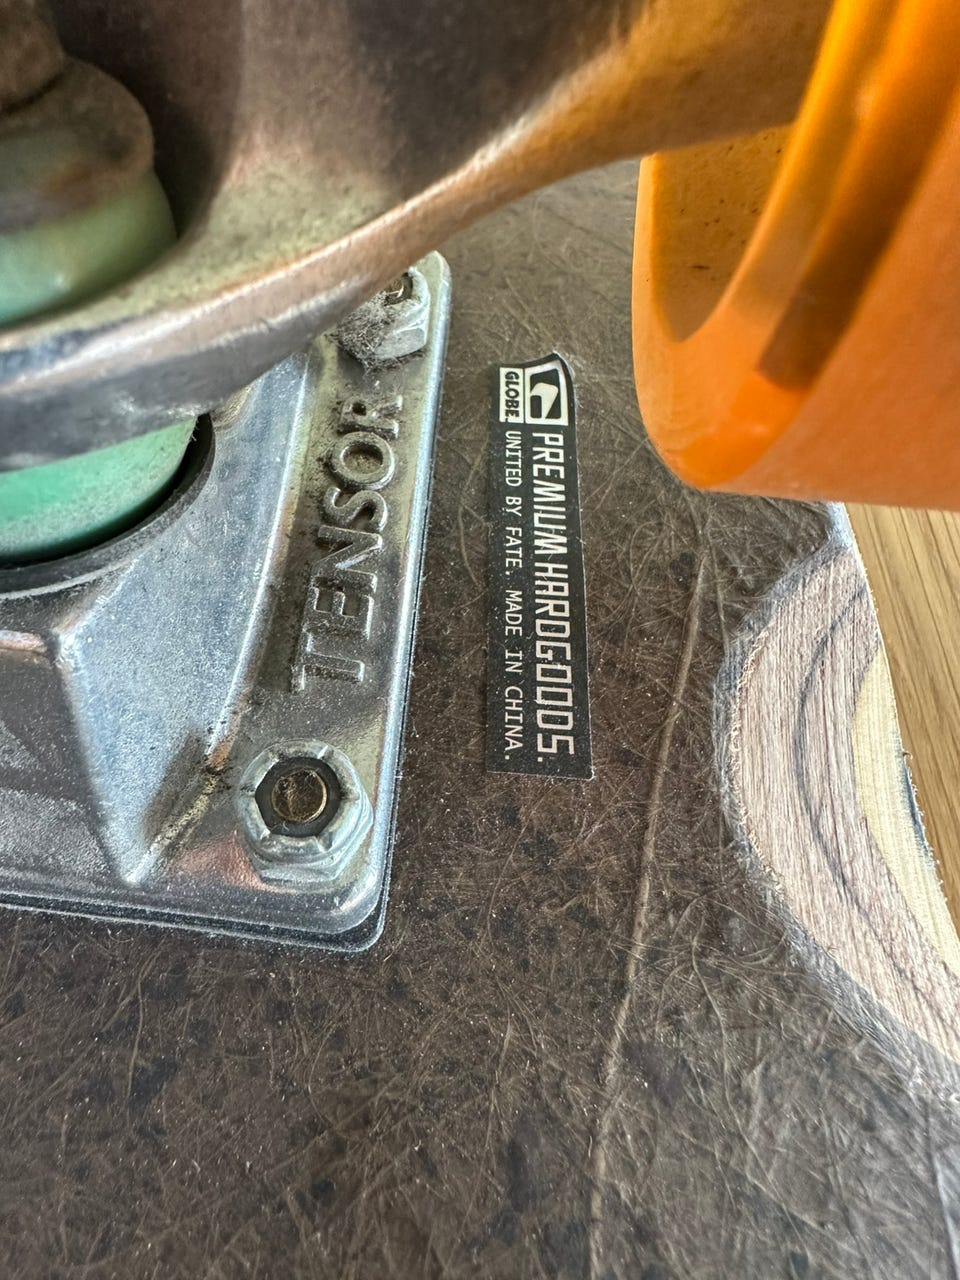 TENSOR
GLOBE.
PREMIUM HARDGOODS.
UNITED BY FATE. MADE IN CHINA.